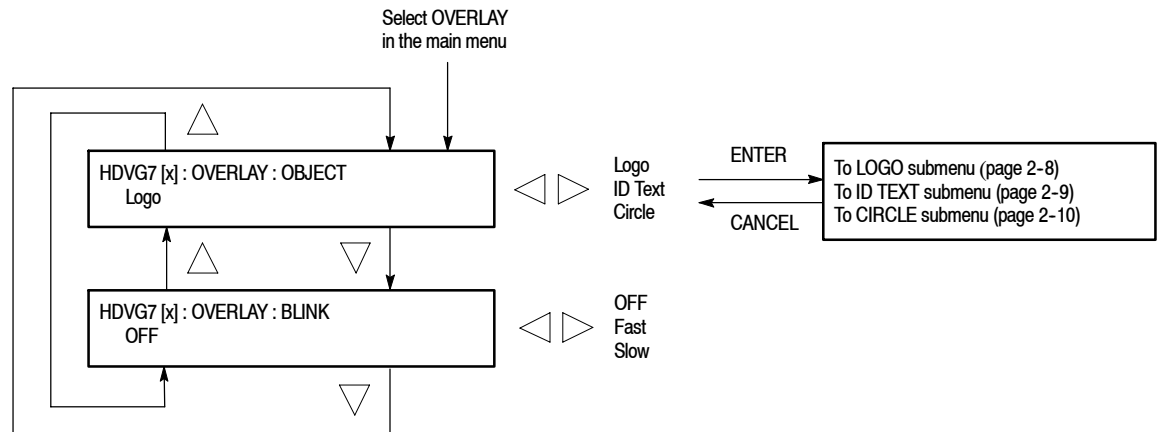 Select OVERLAY
in the main menu
HDVG7 [x] : OVERLAY : OBJECT
Logo
Logo
ID Text
Circle
ENTER
CANCEL
To LOGO submenu (page 2-8)
To ID TEXT submenu (page 2-9)
To CIRCLE submenu (page 2-10)
HDVG7 [x] : OVERLAY : BLINK
OFF
OFF
Fast
Slow